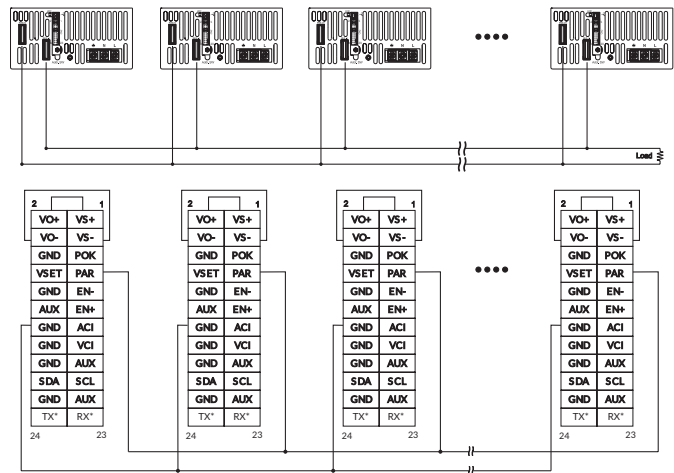 Load
2 1 2 1 2 1 2 1
VO+ VS+ VO+ VS+ VO+ VS+ VO+ VS+
VO- VS- VO- VS- VO- VS- VO- VS-
GND POK GND POK GND POK GND POK
VSET PAR VSET PAR VSET PAR VSET PAR
GND EN- GND EN- GND EN- GND EN-
AUX EN+ AUX EN+ AUX EN+ AUX EN+
GND ACI GND ACI GND ACI GND ACI
GND VCI GND VCI GND VCI GND VCI
GND AUX GND AUX GND AUX GND AUX
SDA SCL SDA SCL SDA SCL SDA SCL
GND AUX GND AUX GND AUX GND AUX
TX* RX* TX* RX* TX* RX* TX* RX*
24 23 24 23 24 23 24 23